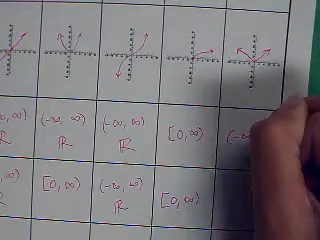 ∞) (-∞, ∞) (-∞, ∞) [0, ∞) (-∞
R ℝ ℝ
∞) [0, ∞) (-∞, ∞) [0, ∞)
ℝ